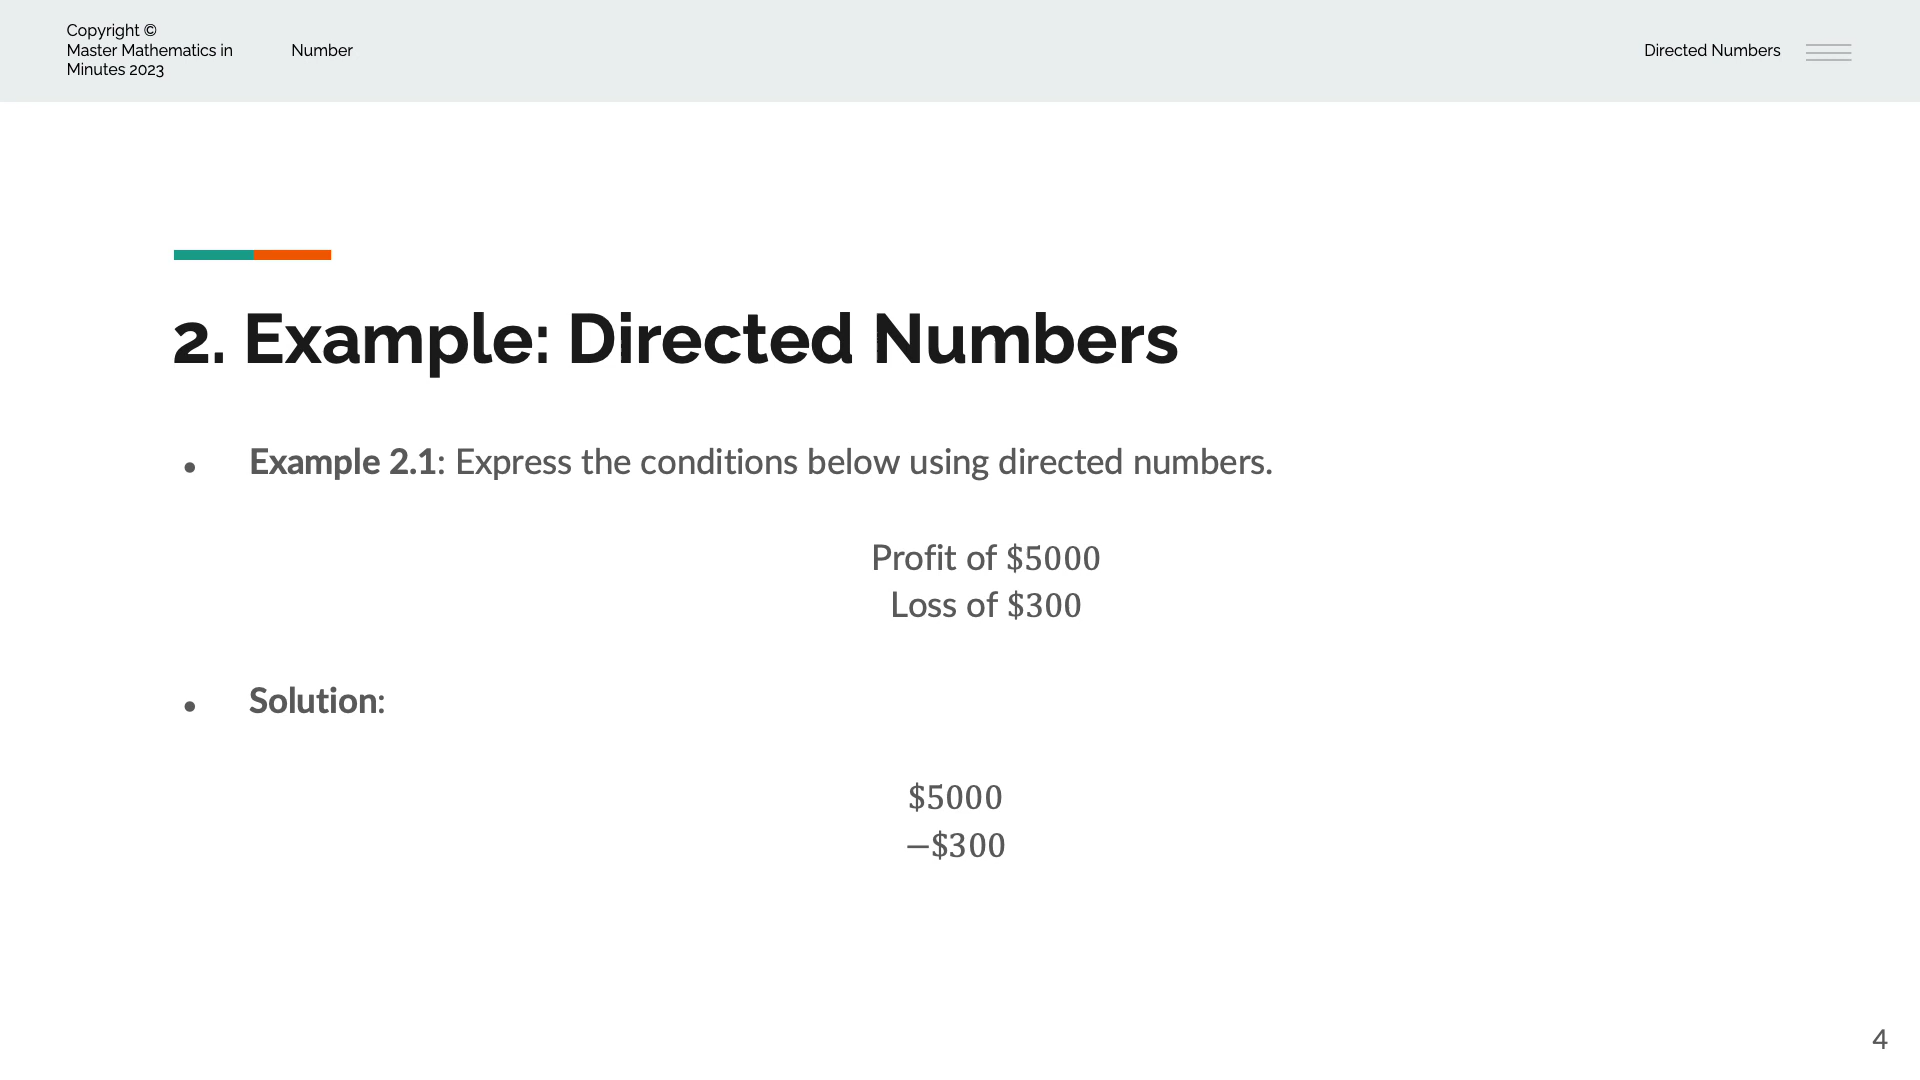 Copyright ©
Master Mathematics in
Minutes 2023
Number
Directed Numbers
2. Example: Directed Numbers
● Example 2.1: Express the conditions below using directed numbers.
Profit of $5000
Loss of $300
● Solution:
$5000
−$300
4